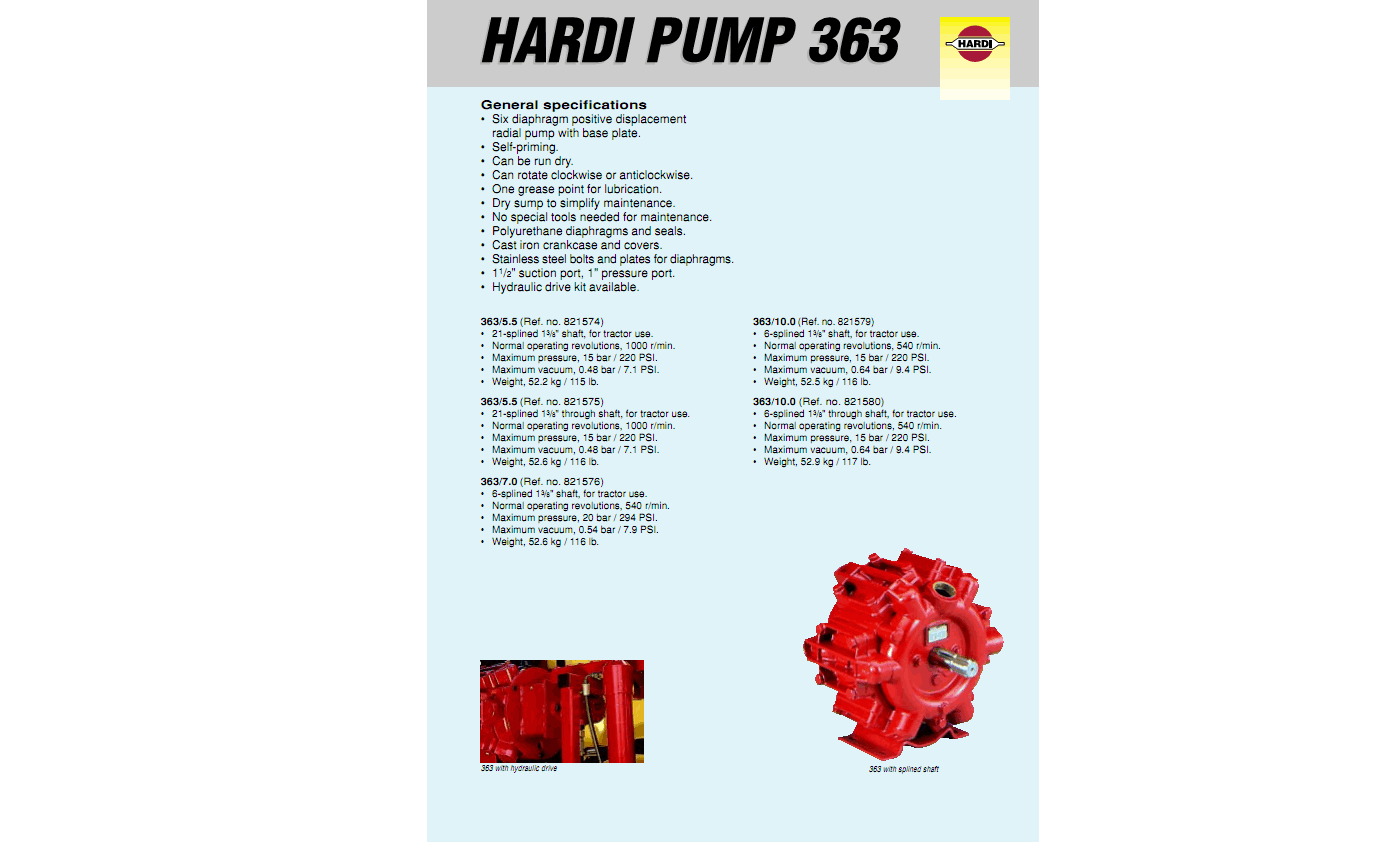 HARDI PUMP 363
HARDI
General specifications
• Six diaphragm positive displacement
radial pump with base plate.
• Self-priming.
• Can be run dry.
• Can rotate clockwise or anticlockwise.
• One grease point for lubrication.
• Dry sump to simplify maintenance.
• No special tools needed for maintenance.
• Polyurethane diaphragms and seals.
• Cast iron crankcase and covers.
• Stainless steel bolts and plates for diaphragms.
• 1 1/2" suction port, 1" pressure port.
• Hydraulic drive kit available.
363/5.5 (Ref. no. 821574)
• 21-splined 1 3/8" shaft, for tractor use.
• Normal operating revolutions, 1000 r/min.
• Maximum pressure, 15 bar / 220 PSI.
• Maximum vacuum, 0.48 bar / 7.1 PSI.
• Weight, 52.2 kg / 115 lb.
363/5.5 (Ref. no. 821575)
• 21-splined 1 3/8" through shaft, for tractor use.
• Normal operating revolutions, 1000 r/min.
• Maximum pressure, 15 bar / 220 PSI.
• Maximum vacuum, 0.48 bar / 7.1 PSI.
• Weight, 52.6 kg / 116 lb.
363/7.0 (Ref. no. 821576)
• 6-splined 1 3/8" shaft, for tractor use.
• Normal operating revolutions, 540 r/min.
• Maximum pressure, 20 bar / 294 PSI.
• Maximum vacuum, 0.54 bar / 7.9 PSI.
• Weight, 52.6 kg / 116 lb.
363/10.0 (Ref. no. 821579)
• 6-splined 1 3/8" shaft, for tractor use.
• Normal operating revolutions, 540 r/min.
• Maximum pressure, 15 bar / 220 PSI.
• Maximum vacuum, 0.64 bar / 9.4 PSI.
• Weight, 52.5 kg / 116 lb.
363/10.0 (Ref. no. 821580)
• 6-splined 1 3/8" through shaft, for tractor use.
• Normal operating revolutions, 540 r/min.
• Maximum pressure, 15 bar / 220 PSI.
• Maximum vacuum, 0.64 bar / 9.4 PSI.
• Weight, 52.9 kg / 117 lb.
363 with hydraulic drive
363 with splined shaft